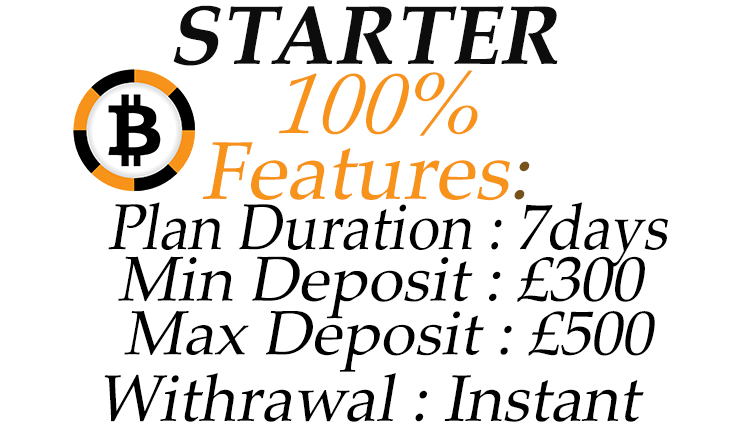 STARTER
100%
Features:
Plan Duration : 7days
Min Deposit : £300
Max Deposit : £500
Withrawal : Instant